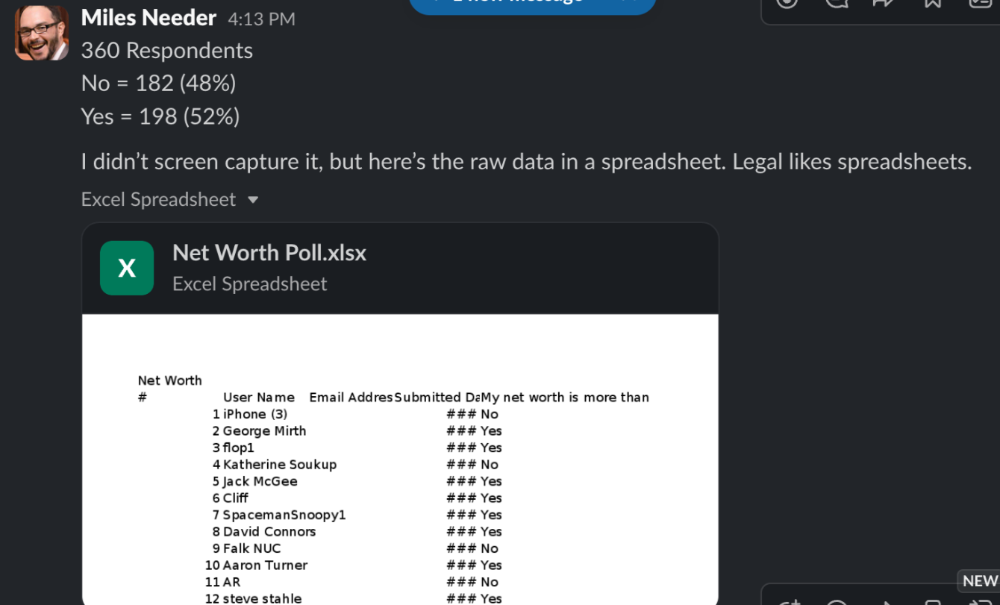 Miles Needer 4:13 PM
360 Respondents
No = 182 (48%)
Yes = 198 (52%)
I didn’t screen capture it, but here’s the raw data in a spreadsheet. Legal likes spreadsheets.
Excel Spreadsheet
X
Net Worth Poll.xlsx
Excel Spreadsheet
Net Worth
# User Name Email Addres Submitted Da My net worth is more than
1 iPhone (3) ### No
2 George Mirth ### Yes
3 flop1 ### Yes
4 Katherine Soukup ### No
5 Jack McGee ### Yes
6 Cliff ### Yes
7 SpacemanSnoopy1 ### Yes
8 David Connors ### Yes
9 Falk NUC ### No
10 Aaron Turner ### Yes
11 AR ### No
12 steve stahle ### Yes
NEW